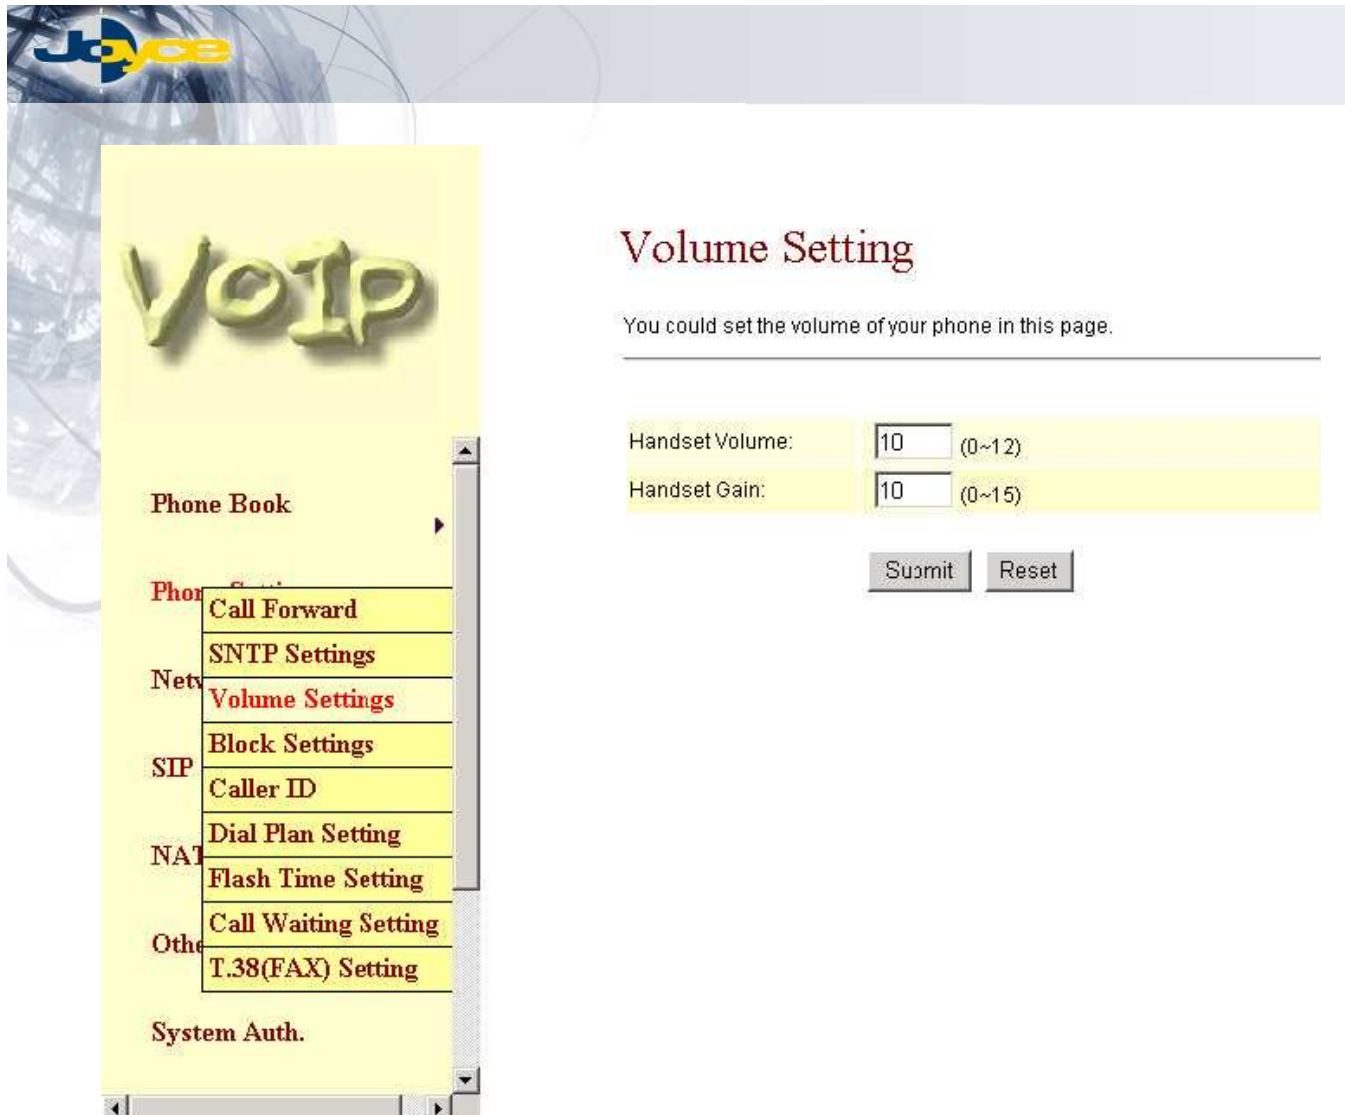 Joyce
VoIP
Volume Setting
You could set the volume of your phone in this page.
Handset Volume: 10 (0~12)
Handset Gain: 10 (0~15)
Submit Reset
Phone Book
Call Forward
SNTP Settings
Volume Settings
Block Settings
SIP
Caller ID
Dial Plan Setting
Flash Time Setting
Call Waiting Setting
T.38(FAX) Setting
System Auth.